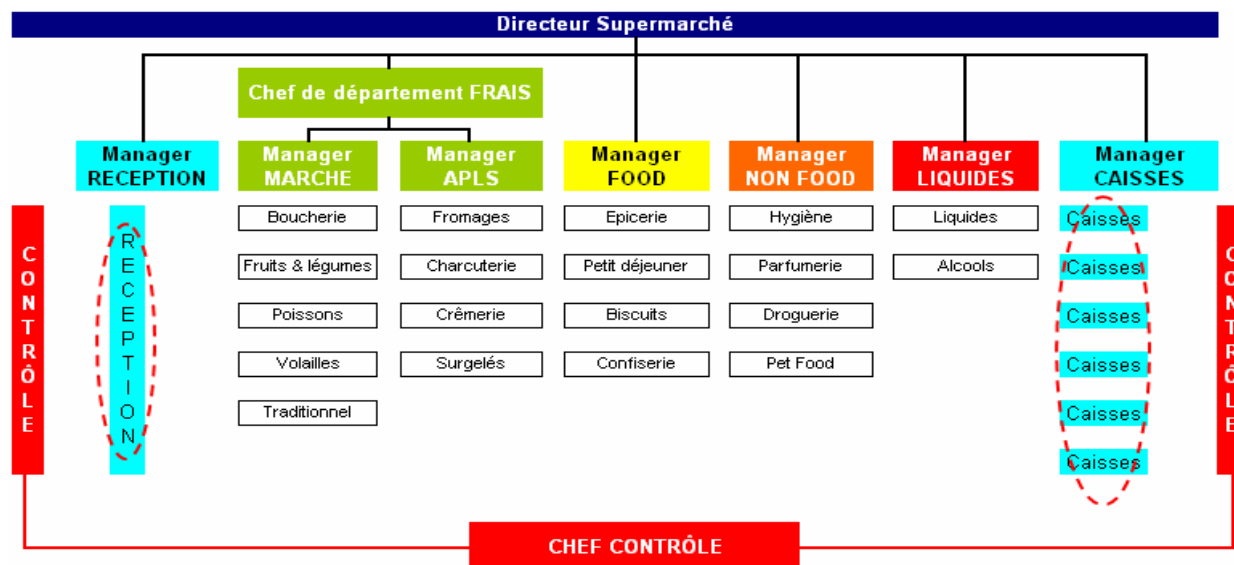 Directeur Supermarché
Chef de département FRAIS
Manager
RECEPTION
Manager
MARCHE
Manager
APLS
Manager
FOOD
Manager
NON FOOD
Manager
LIQUIDES
Manager
CAISSES
CONTRÔLE
RECEPTION
Boucherie
Fruits & légumes
Poissons
Volailles
Traditionnel
Fromages
Charcuterie
Crêmerie
Surgelés
Epicerie
Petit déjeuner
Biscuits
Confiserie
Hygiène
Parfumerie
Droguerie
Pet Food
Liquides
Alcools
Caisses
Caisses
Caisses
Caisses
Caisses
Caisses
CONTRÔLE
CHEF CONTRÔLE